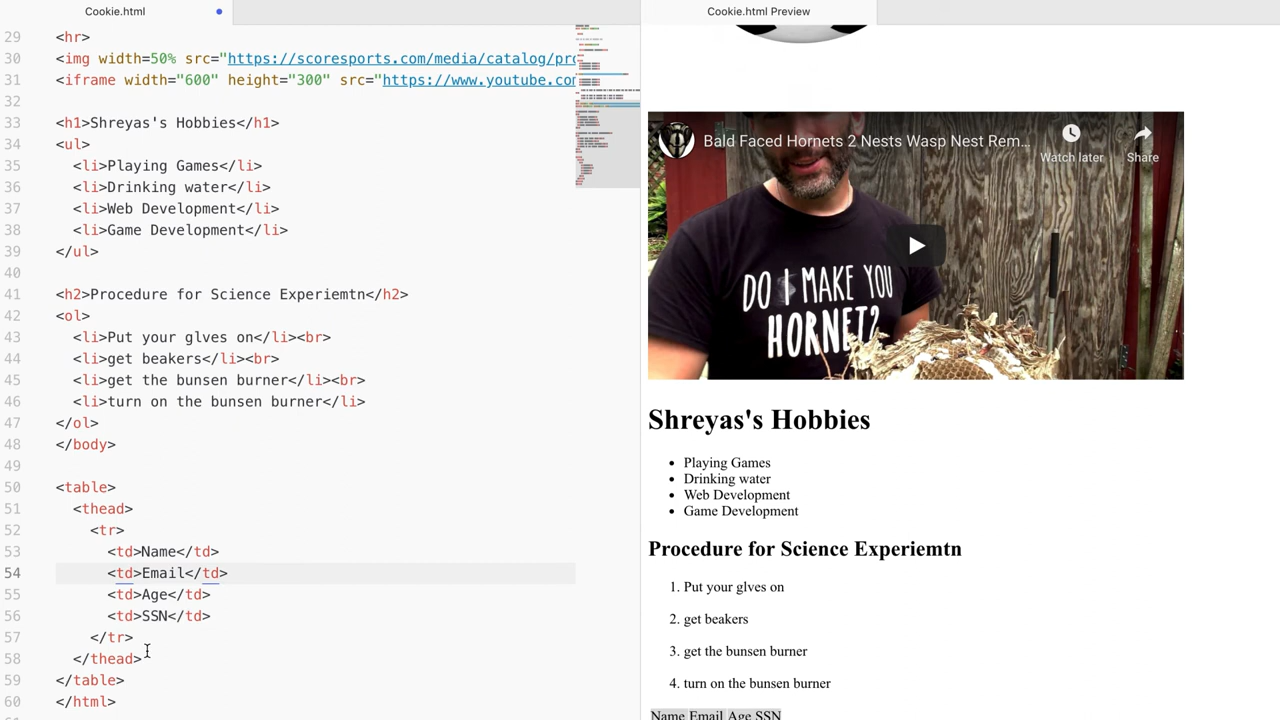 Cookie.html
Cookie.html Preview
29 <hr>
30 <img width=50% src="https://scoresports.com/media/catalog/pro
31 <iframe width="600" height="300" src="https://www.youtube.com
32
33 <h1>Shreyas's Hobbies</h1>
34 <ul>
35 <li>Playing Games</li>
36 <li>Drinking water</li>
37 <li>Web Development</li>
38 <li>Game Development</li>
39 </ul>
40
41 <h2>Procedure for Science Experiemtn</h2>
42 <ol>
43 <li>Put your glves on</li><br>
44 <li>get beakers</li><br>
45 <li>get the bunsen burner</li><br>
46 <li>turn on the bunsen burner</li>
47 </ol>
48 </body>
49
50 <table>
51 <thead>
52 <tr>
53 <td>Name</td>
54 <td>Email</td>
55 <td>Age</td>
56 <td>SSN</td>
57 </tr>
58 </thead>
59 </table>
60 </html>
Bald Faced Hornets 2 Nests Wasp Nest Rem...
Watch later
Share
DO I MAKE YOU
HORNET?
Shreyas's Hobbies
• Playing Games
• Drinking water
• Web Development
• Game Development
Procedure for Science Experiemtn
1. Put your glves on
2. get beakers
3. get the bunsen burner
4. turn on the bunsen burner
Name Email Age SSN